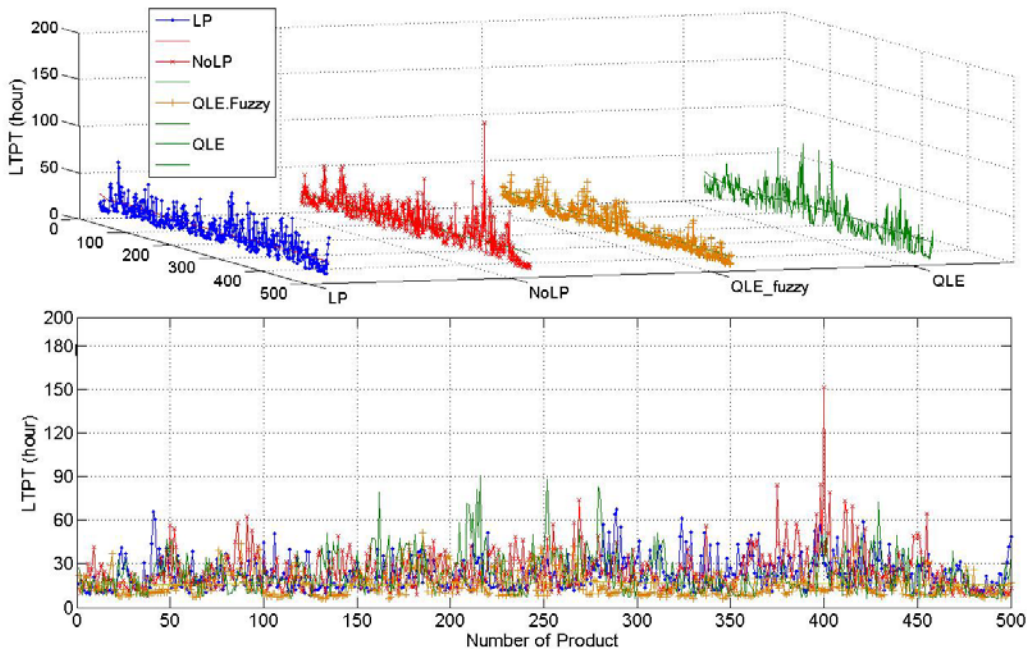 200
150
100
50
0
LTPT (hour)
LP
NoLP
QLE.Fuzzy
QLE
0
100
200
300
400
500
LP
NoLP
QLE_fuzzy
QLE
200
180
150
120
90
60
30
0
LTPT (hour)
0 50 100 150 200 250 300 350 400 450 500
Number of Product